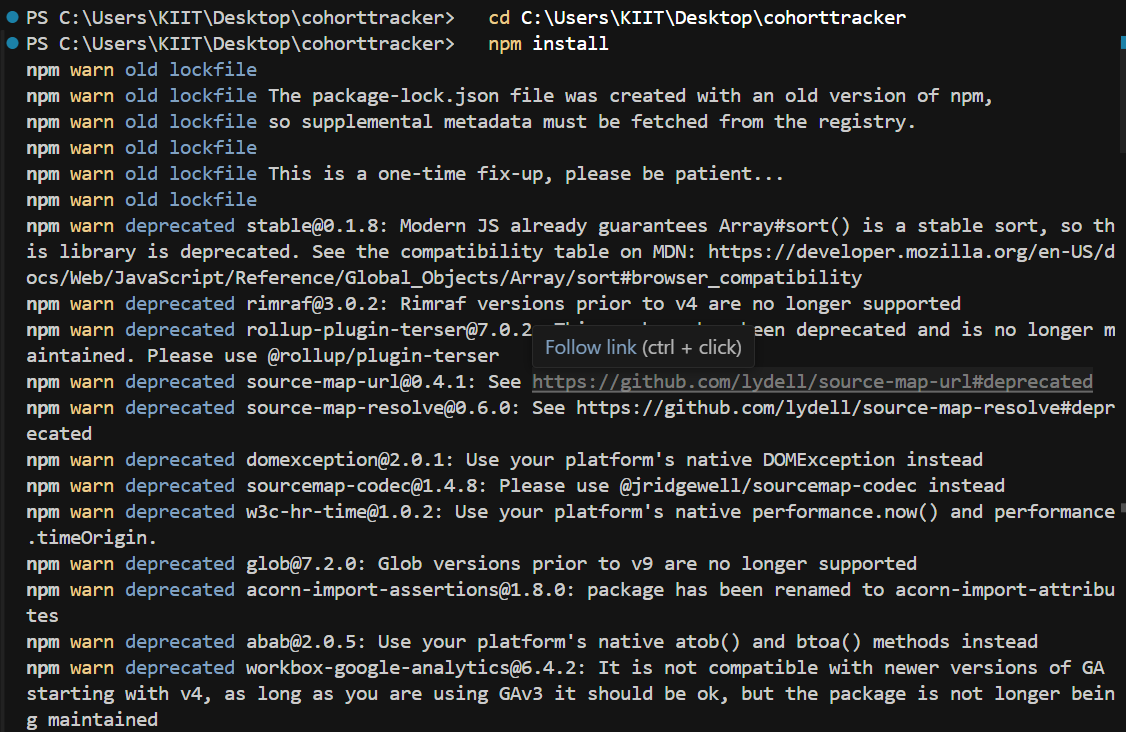 PS C:\Users\KIIT\Desktop\cohorttracker>   cd C:\Users\KIIT\Desktop\cohorttracker
PS C:\Users\KIIT\Desktop\cohorttracker>   npm install
npm warn old lockfile
npm warn old lockfile The package-lock.json file was created with an old version of npm,
npm warn old lockfile so supplemental metadata must be fetched from the registry.
npm warn old lockfile
npm warn old lockfile This is a one-time fix-up, please be patient...
npm warn old lockfile
npm warn deprecated stable@0.1.8: Modern JS already guarantees Array#sort() is a stable sort, so th
is library is deprecated. See the compatibility table on MDN: https://developer.mozilla.org/en-US/d
ocs/Web/JavaScript/Reference/Global_Objects/Array/sort#browser_compatibility
npm warn deprecated rimraf@3.0.2: Rimraf versions prior to v4 are no longer supported
npm warn deprecated rollup-plugin-terser@7.0.2 been deprecated and is no longer m
aintained. Please use @rollup/plugin-terser
Follow link (ctrl + click)
npm warn deprecated source-map-url@0.4.1: See https://github.com/lydell/source-map-url#deprecated
npm warn deprecated source-map-resolve@0.6.0: See https://github.com/lydell/source-map-resolve#depr
ecated
npm warn deprecated domexception@2.0.1: Use your platform's native DOMException instead
npm warn deprecated sourcemap-codec@1.4.8: Please use @jridgewell/sourcemap-codec instead
npm warn deprecated w3c-hr-time@1.0.2: Use your platform's native performance.now() and performance
.timeOrigin.
npm warn deprecated glob@7.2.0: Glob versions prior to v9 are no longer supported
npm warn deprecated acorn-import-assertions@1.8.0: package has been renamed to acorn-import-attribu
tes
npm warn deprecated abab@2.0.5: Use your platform's native atob() and btoa() methods instead
npm warn deprecated workbox-google-analytics@6.4.2: It is not compatible with newer versions of GA
starting with v4, as long as you are using GAv3 it should be ok, but the package is not longer bein
g maintained